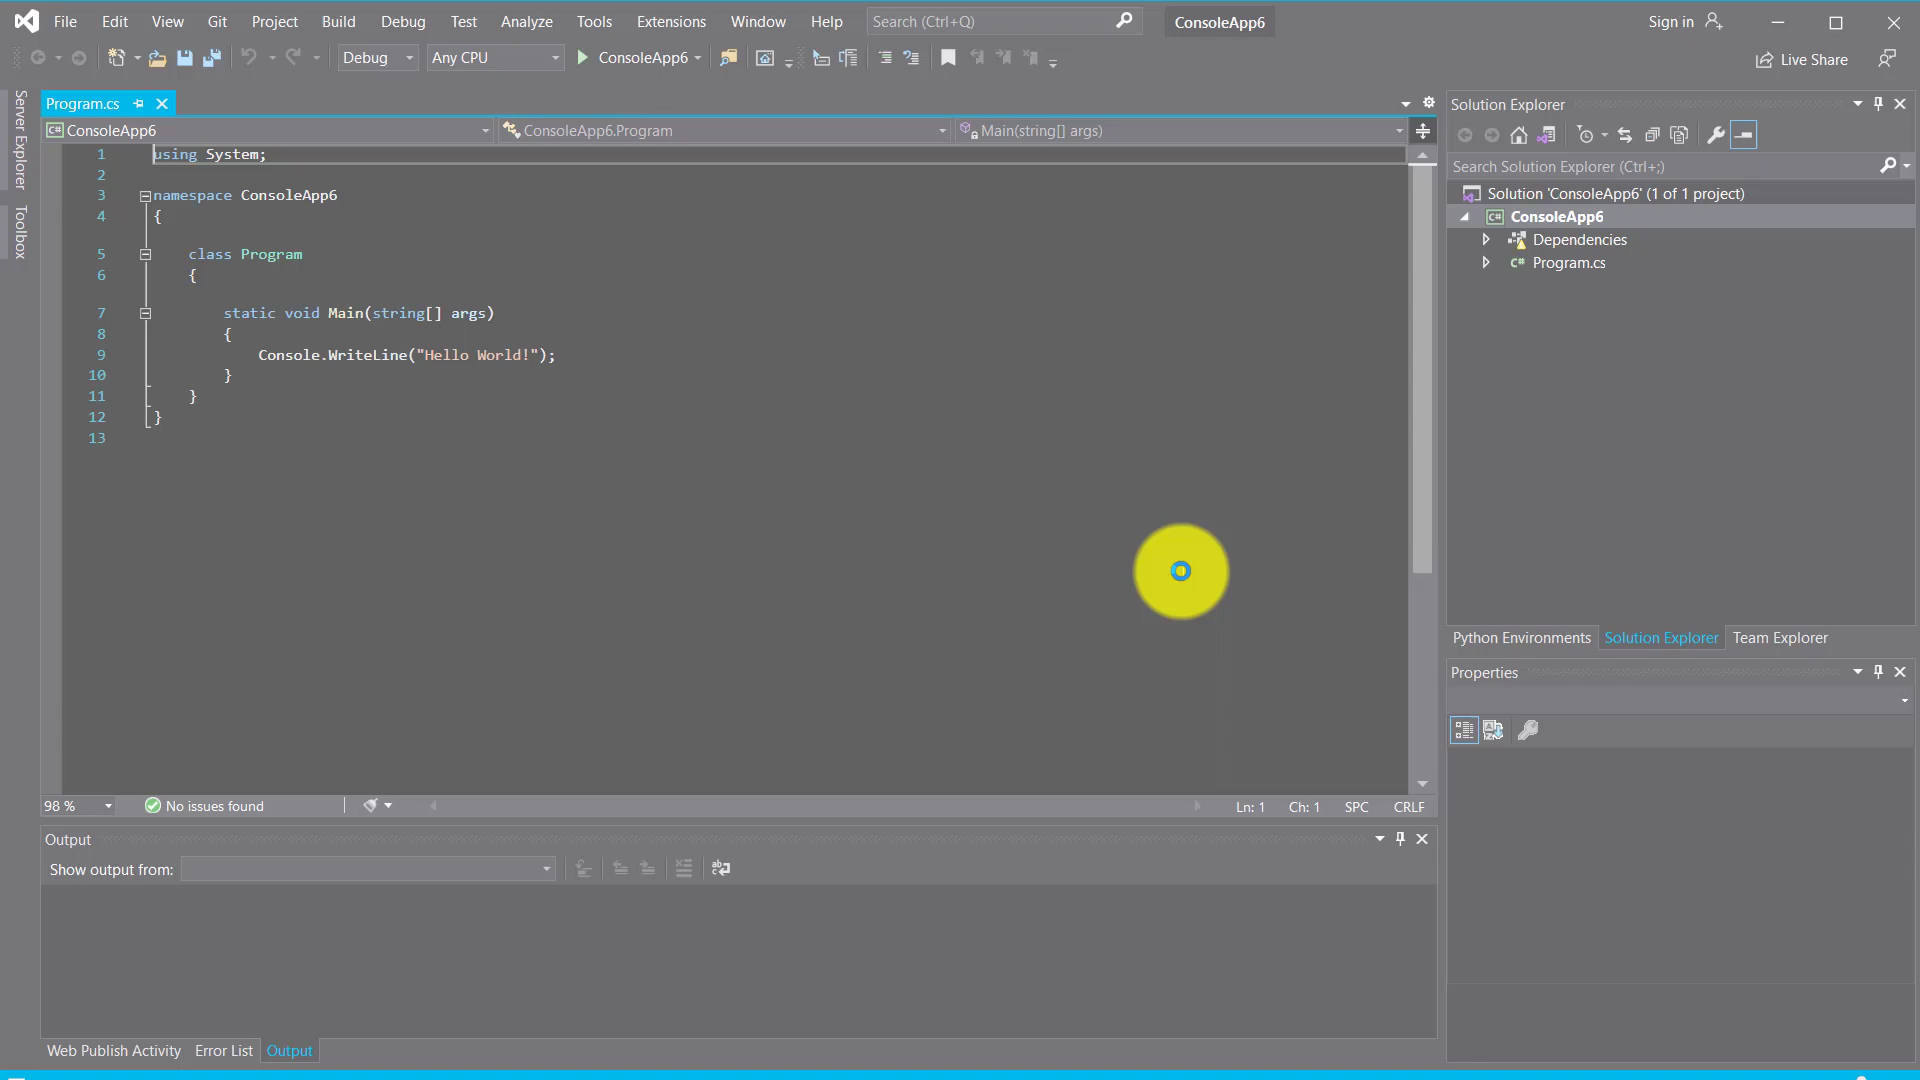 File Edit View Git Project Build Debug Test Analyze Tools Extensions Window Help Search (Ctrl+Q) ConsoleApp6 Sign in
Debug Any CPU ConsoleApp6 Live Share
Server Explorer
Toolbox
Program.cs
C# ConsoleApp6 ConsoleApp6.Program Main(string[] args)
1 using System;
2
3 namespace ConsoleApp6
4 {
5 class Program
6 {
7 static void Main(string[] args)
8 {
9 Console.WriteLine("Hello World!");
10 }
11 }
12 }
13
98 % No issues found Ln: 1 Ch: 1 SPC CRLF
Output
Show output from:
Web Publish Activity Error List Output
Solution Explorer
Search Solution Explorer (Ctrl+;)
Solution 'ConsoleApp6' (1 of 1 project)
C# ConsoleApp6
Dependencies
C# Program.cs
Python Environments Solution Explorer Team Explorer
Properties